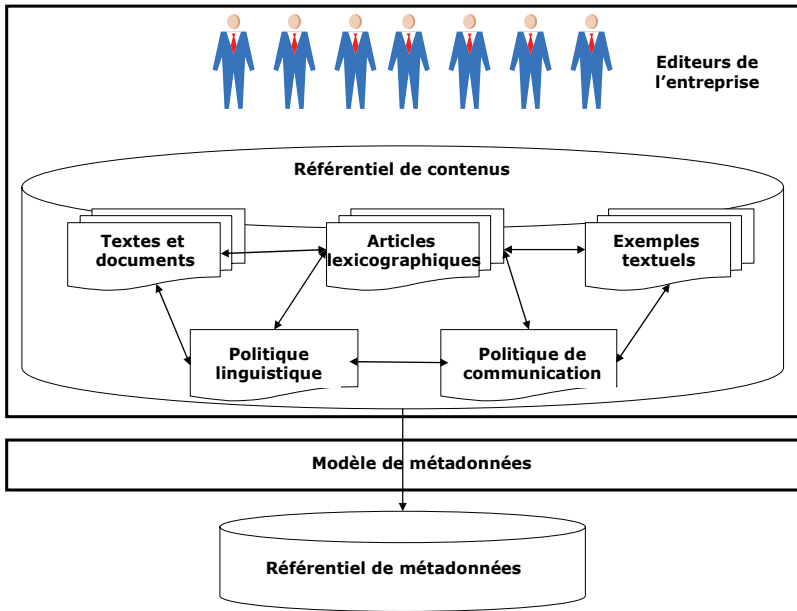 Editeurs de
l'entreprise
Référentiel de contenus
Textes et
documents
Articles
lexicographiques
Exemples
textuels
Politique
linguistique
Politique de
communication
Modèle de métadonnées
Référentiel de métadonnées